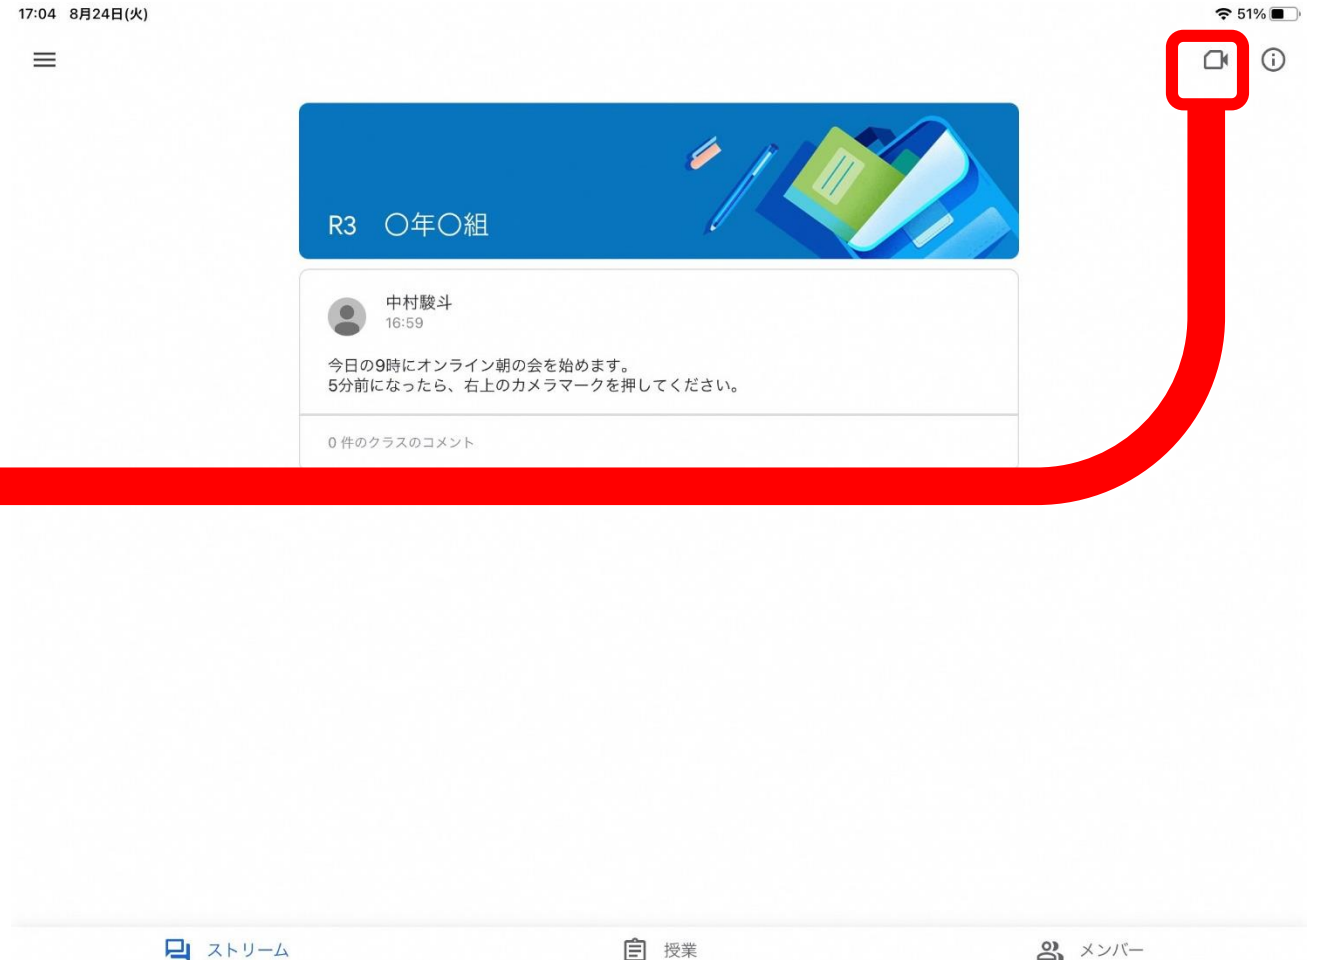 17:04 8月24日(火)
51%
R3 〇年〇組
中村駿斗
16:59
今日の9時にオンライン朝の会を始めます。
5分前になったら、右上のカメラマークを押してください。
0 件のクラスのコメント
ストリーム
授業
メンバー